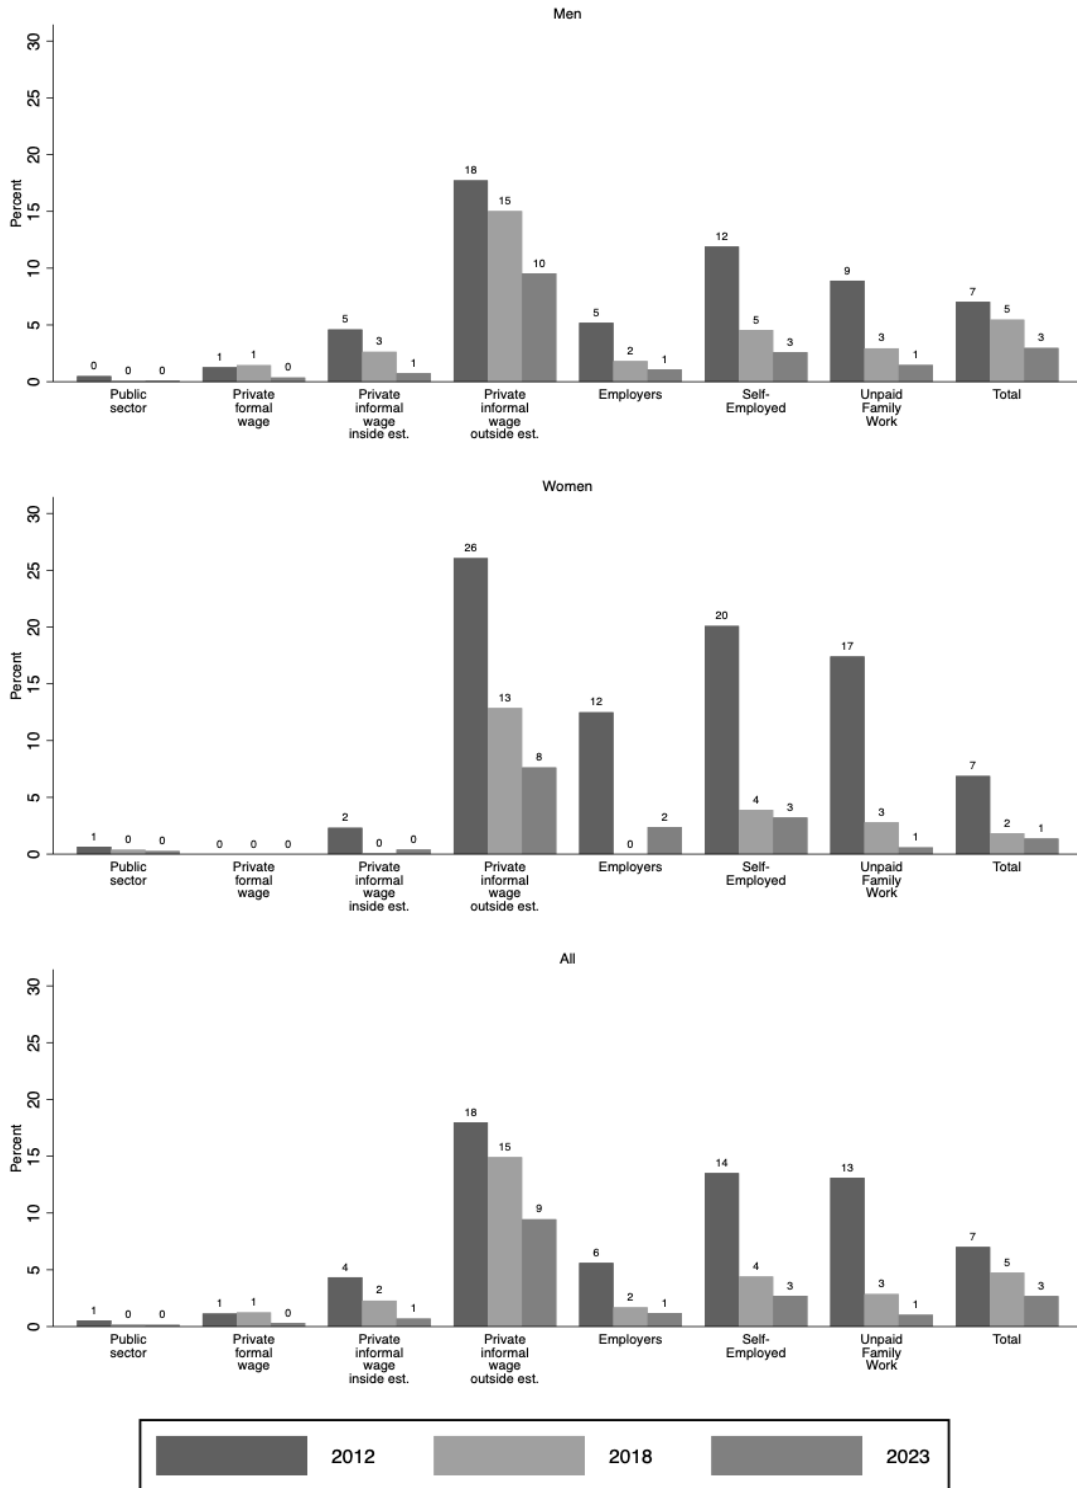 Men
Percent
30
25
20
15
10
5
0
0 0 0
1 1 0
5 3 1
18 15 10
5 2 1
12 5 3
9 3 1
7 5 3
Public
sector
Private
formal
wage
Private
informal
wage
inside est.
Private
informal
wage
outside est.
Employers
Self-
Employed
Unpaid
Family
Work
Total
Women
Percent
30
25
20
15
10
5
0
1 0 0
0 0 0
2 0 0
26 13 8
12 0 2
20 4 3
17 3 1
7 2 1
Public
sector
Private
formal
wage
Private
informal
wage
inside est.
Private
informal
wage
outside est.
Employers
Self-
Employed
Unpaid
Family
Work
Total
All
Percent
30
25
20
15
10
5
0
1 0 0
1 1 0
4 2 1
18 15 9
6 2 1
14 4 3
13 3 1
7 5 3
Public
sector
Private
formal
wage
Private
informal
wage
inside est.
Private
informal
wage
outside est.
Employers
Self-
Employed
Unpaid
Family
Work
Total
2012 2018 2023